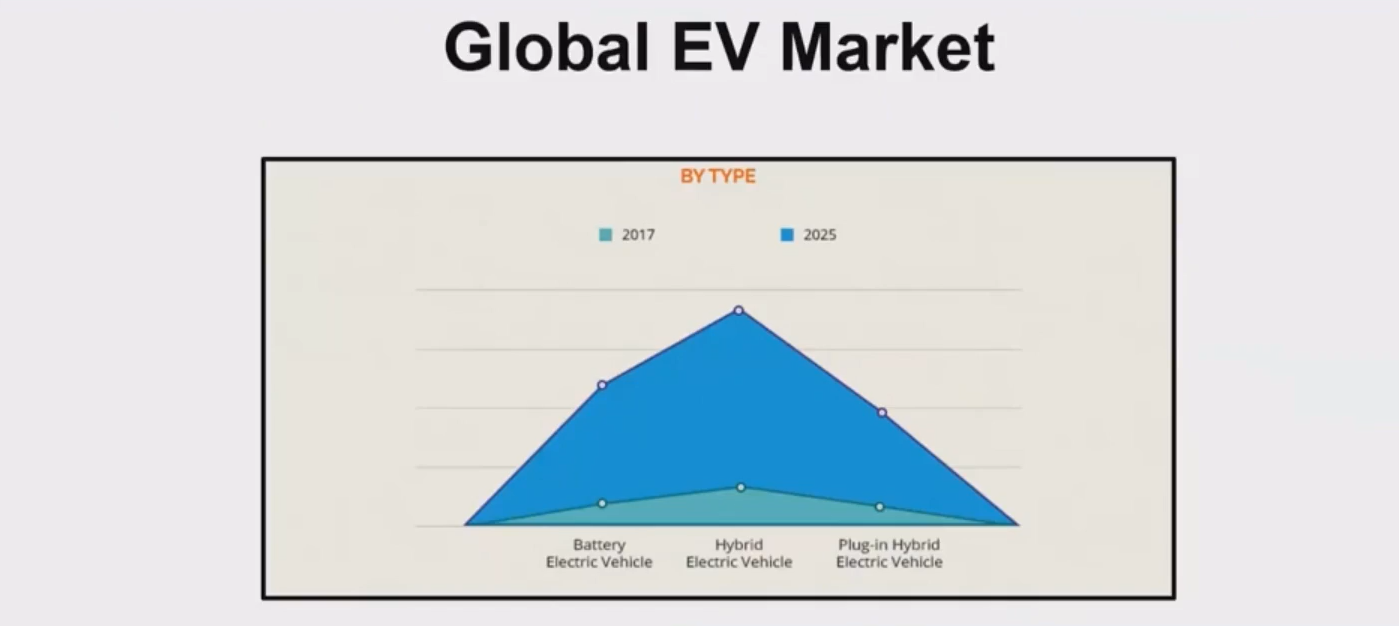 Global EV Market
BY TYPE
2017
2025
Battery
Electric Vehicle
Hybrid
Electric Vehicle
Plug-in Hybrid
Electric Vehicle